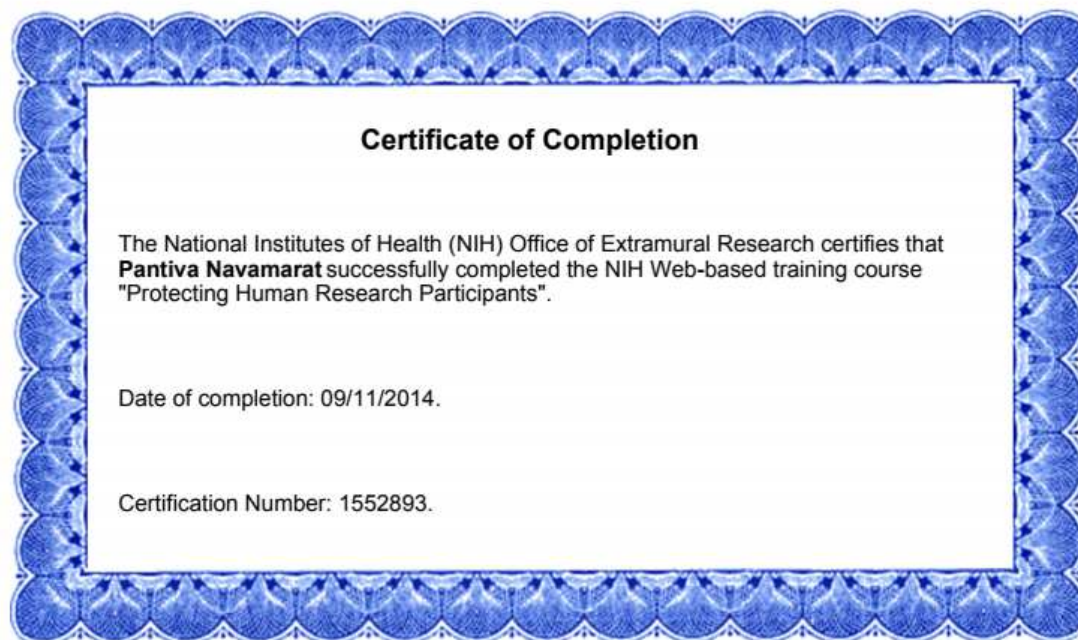 Certificate of Completion
The National Institutes of Health (NIH) Office of Extramural Research certifies that
Pantiva Navamarat successfully completed the NIH Web-based training course
"Protecting Human Research Participants".
Date of completion: 09/11/2014.
Certification Number: 1552893.